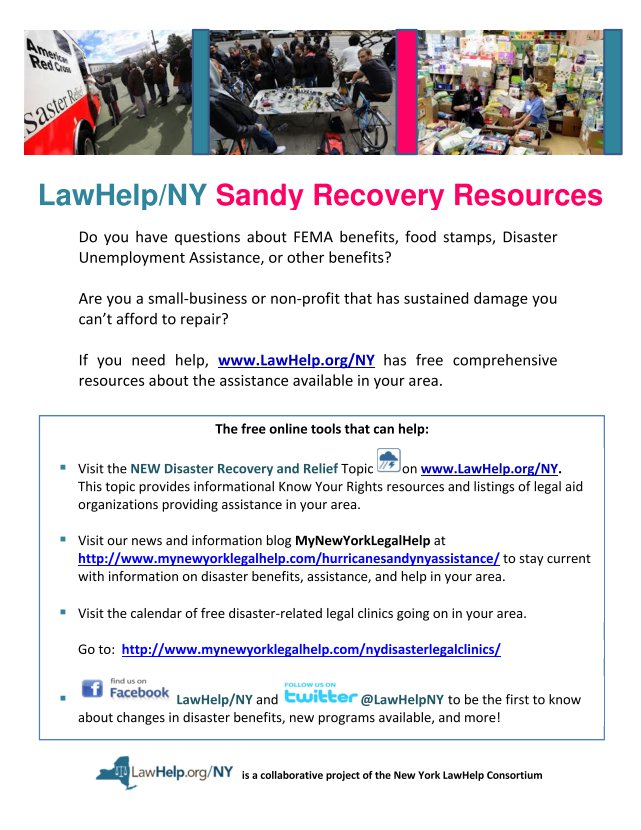 American
Red Cross
Disaster Relief
LawHelp/NY Sandy Recovery Resources
Do you have questions about FEMA benefits, food stamps, Disaster
Unemployment Assistance, or other benefits?
Are you a small-business or non-profit that has sustained damage you
can’t afford to repair?
If you need help, www.LawHelp.org/NY has free comprehensive
resources about the assistance available in your area.
The free online tools that can help:
▪ Visit the NEW Disaster Recovery and Relief Topic on www.LawHelp.org/NY.
This topic provides informational Know Your Rights resources and listings of legal aid
organizations providing assistance in your area.
▪ Visit our news and information blog MyNewYorkLegalHelp at
http://www.mynewyorklegalhelp.com/hurricanesandynyassistance/ to stay current
with information on disaster benefits, assistance, and help in your area.
▪ Visit the calendar of free disaster-related legal clinics going on in your area.
Go to: http://www.mynewyorklegalhelp.com/nydisasterlegalclinics/
▪ find us on Facebook LawHelp/NY and FOLLOW US ON twitter @LawHelpNY to be the first to know
about changes in disaster benefits, new programs available, and more!
LawHelp.org/NY is a collaborative project of the New York LawHelp Consortium